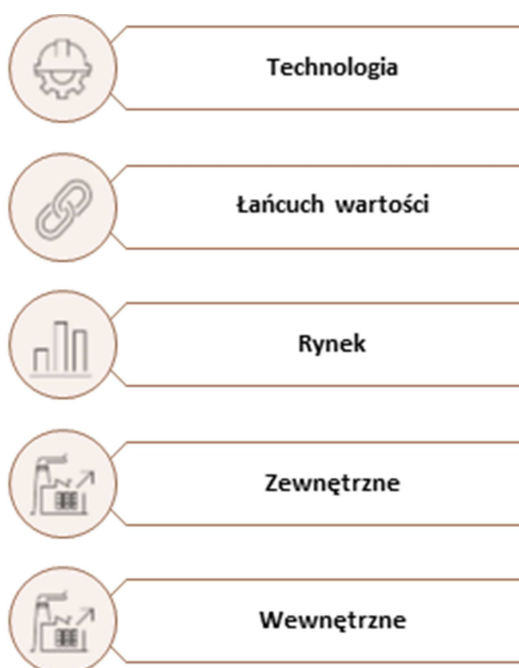 Technologia
Łańcuch wartości
Rynek
Zewnętrzne
Wewnętrzne